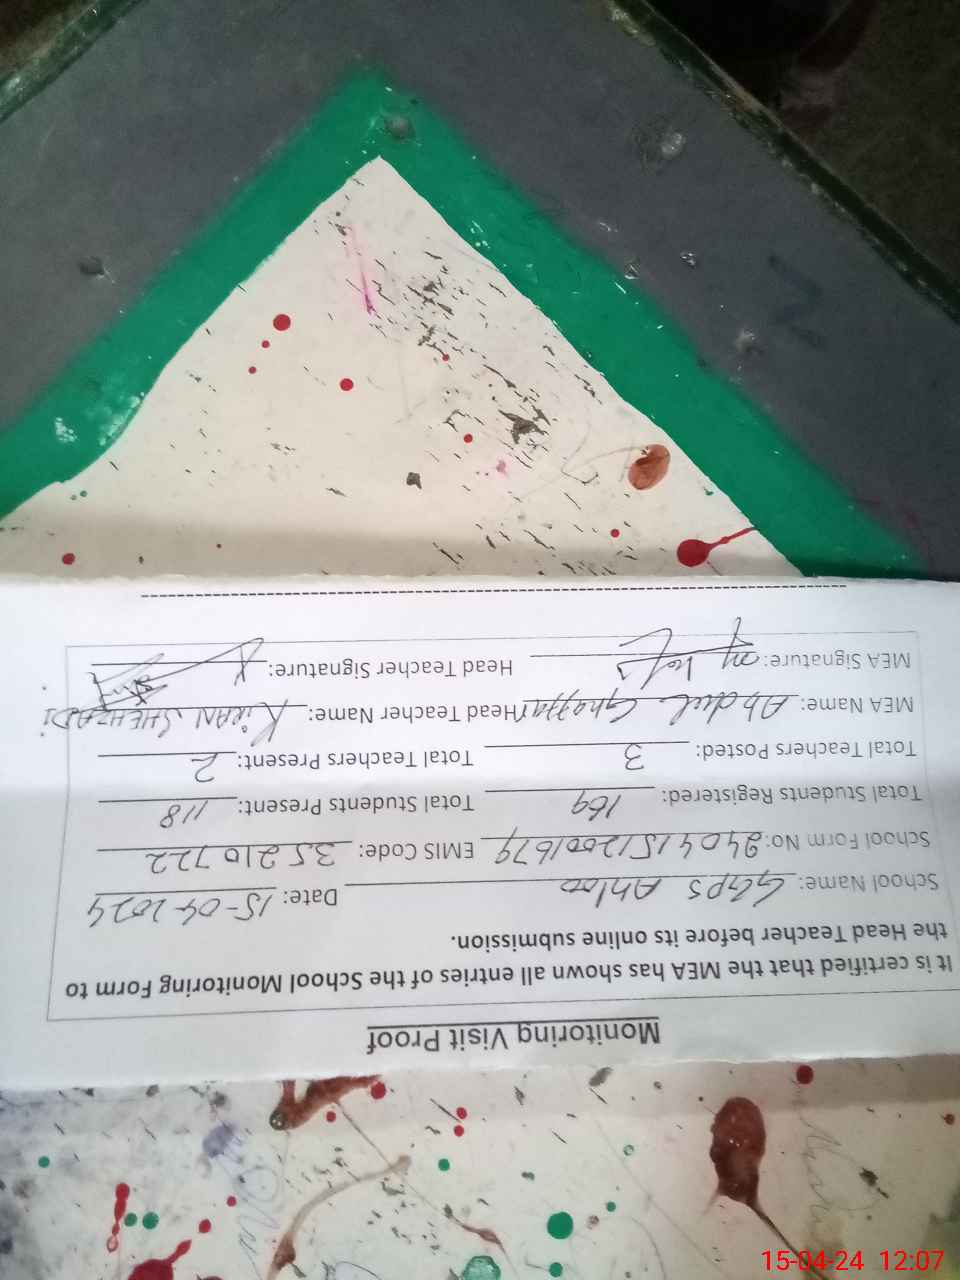 Monitoring Visit Proof
It is certified that the MEA has shown all entries of the School Monitoring Form to
the Head Teacher before its online submission.
School Name: GGPS Ahloo Date: 15-04-2024
School Form No: 24041512001679 EMIS Code: 35210722
Total Students Registered: 169 Total Students Present: 118
Total Teachers Posted: 3 Total Teachers Present: 2
MEA Name: Abdul Ghaffar Head Teacher Name: KIRAN SHEHZADI
MEA Signature: Head Teacher Signature:
15-04-24 12:07